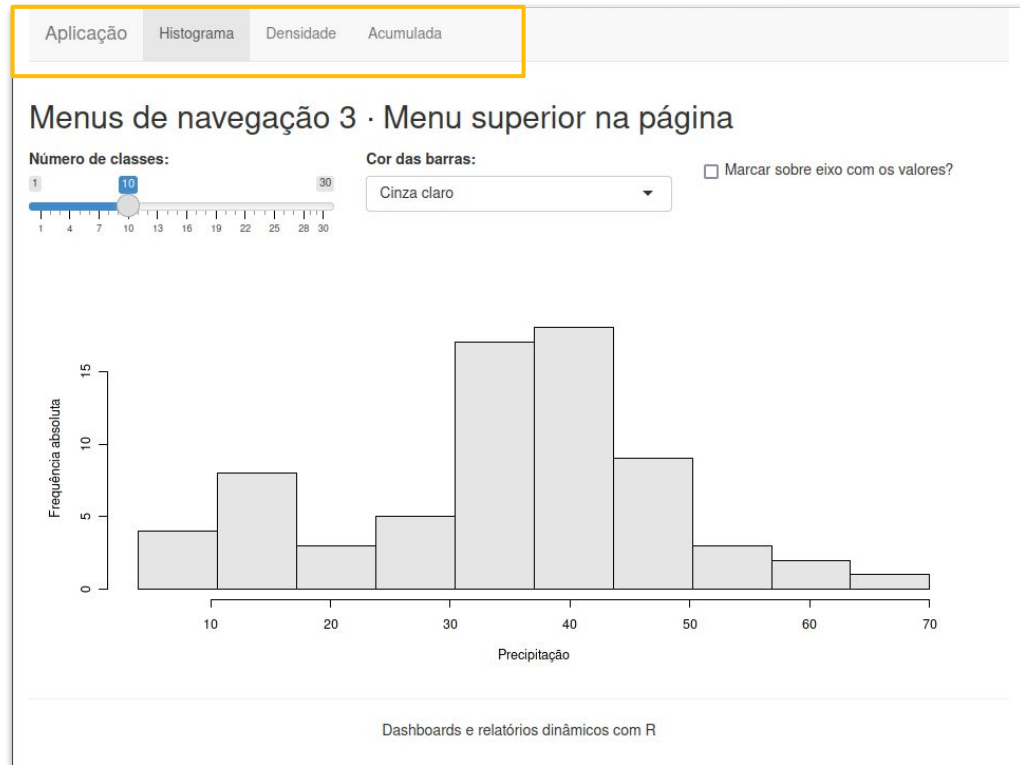 Aplicação Histograma Densidade Acumulada
Menus de navegação 3 · Menu superior na página
Número de classes:
1 10 30
1 4 7 10 13 16 19 22 25 28 30
Cor das barras:
Cinza claro
Marcar sobre eixo com os valores?
Frequência absoluta
15
10
5
0
10 20 30 40 50 60 70
Precipitação
Dashboards e relatórios dinâmicos com R